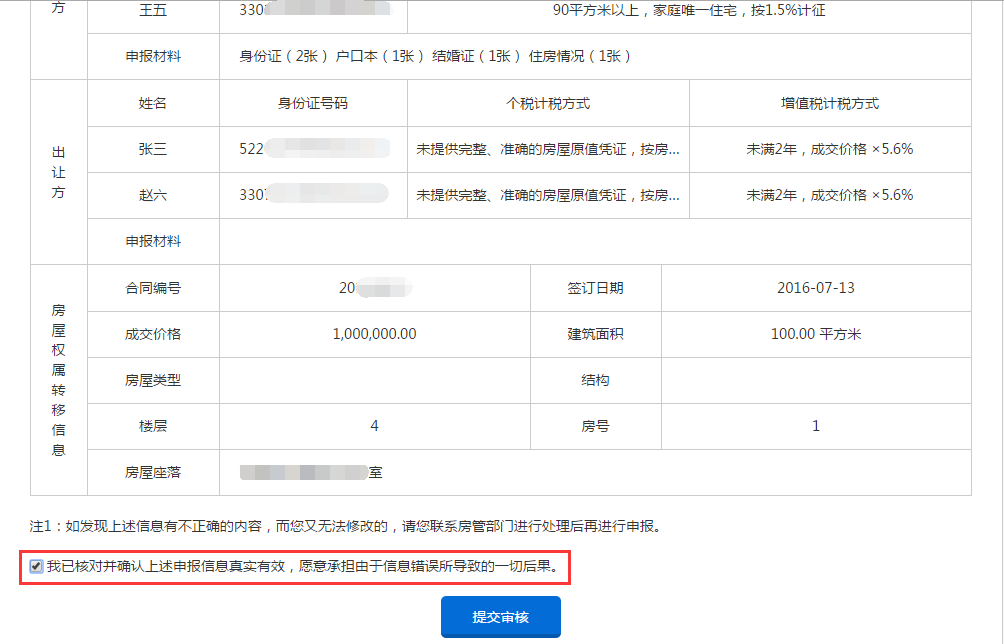 方 王五 330 90平方米以上，家庭唯一住宅，按1.5%计征
申报材料 身份证（2张） 户口本（1张） 结婚证（1张） 住房情况（1张）
出让方
姓名 身份证号码 个税计税方式 增值税计税方式
张三 522 未提供完整、准确的房屋原值凭证，按房... 未满2年，成交价格 ×5.6%
赵六 330 未提供完整、准确的房屋原值凭证，按房... 未满2年，成交价格 ×5.6%
申报材料
房屋权属转移信息
合同编号 20 签订日期 2016-07-13
成交价格 1,000,000.00 建筑面积 100.00 平方米
房屋类型 结构
楼层 4 房号 1
房屋座落 室
注1：如发现上述信息有不正确的内容，而您又无法修改的，请您联系房管部门进行处理后再进行申报。
我已核对并确认上述申报信息真实有效，愿意承担由于信息错误所导致的一切后果。
提交审核